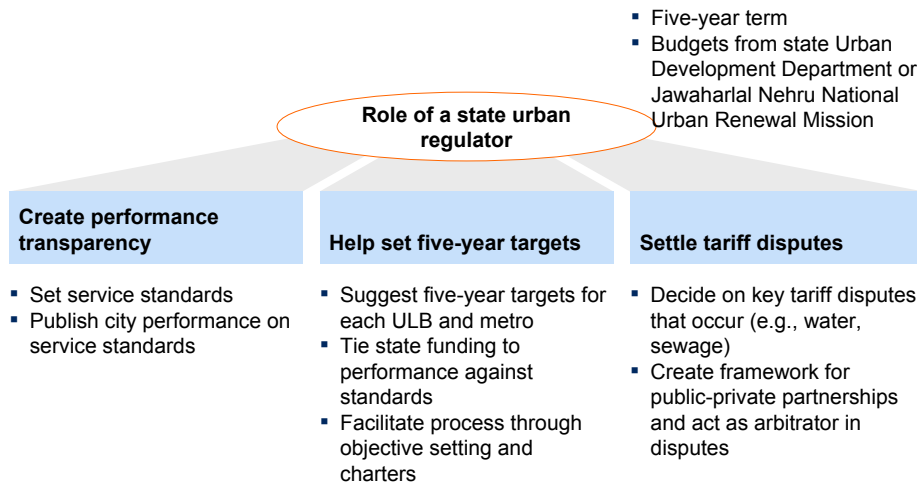 ▪ Five-year term
▪ Budgets from state Urban
Development Department or
Jawaharlal Nehru National
Urban Renewal Mission
Role of a state urban
regulator
Create performance
transparency
▪ Set service standards
▪ Publish city performance on
service standards
Help set five-year targets
▪ Suggest five-year targets for
each ULB and metro
▪ Tie state funding to
performance against
standards
▪ Facilitate process through
objective setting and
charters
Settle tariff disputes
▪ Decide on key tariff disputes
that occur (e.g., water,
sewage)
▪ Create framework for
public-private partnerships
and act as arbitrator in
disputes